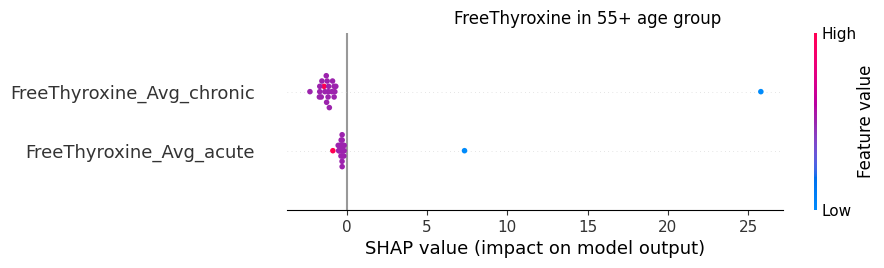 FreeThyroxine in 55+ age group
High
FreeThyroxine_Avg_chronic
FreeThyroxine_Avg_acute
Feature value
Low
0 5 10 15 20 25
SHAP value (impact on model output)